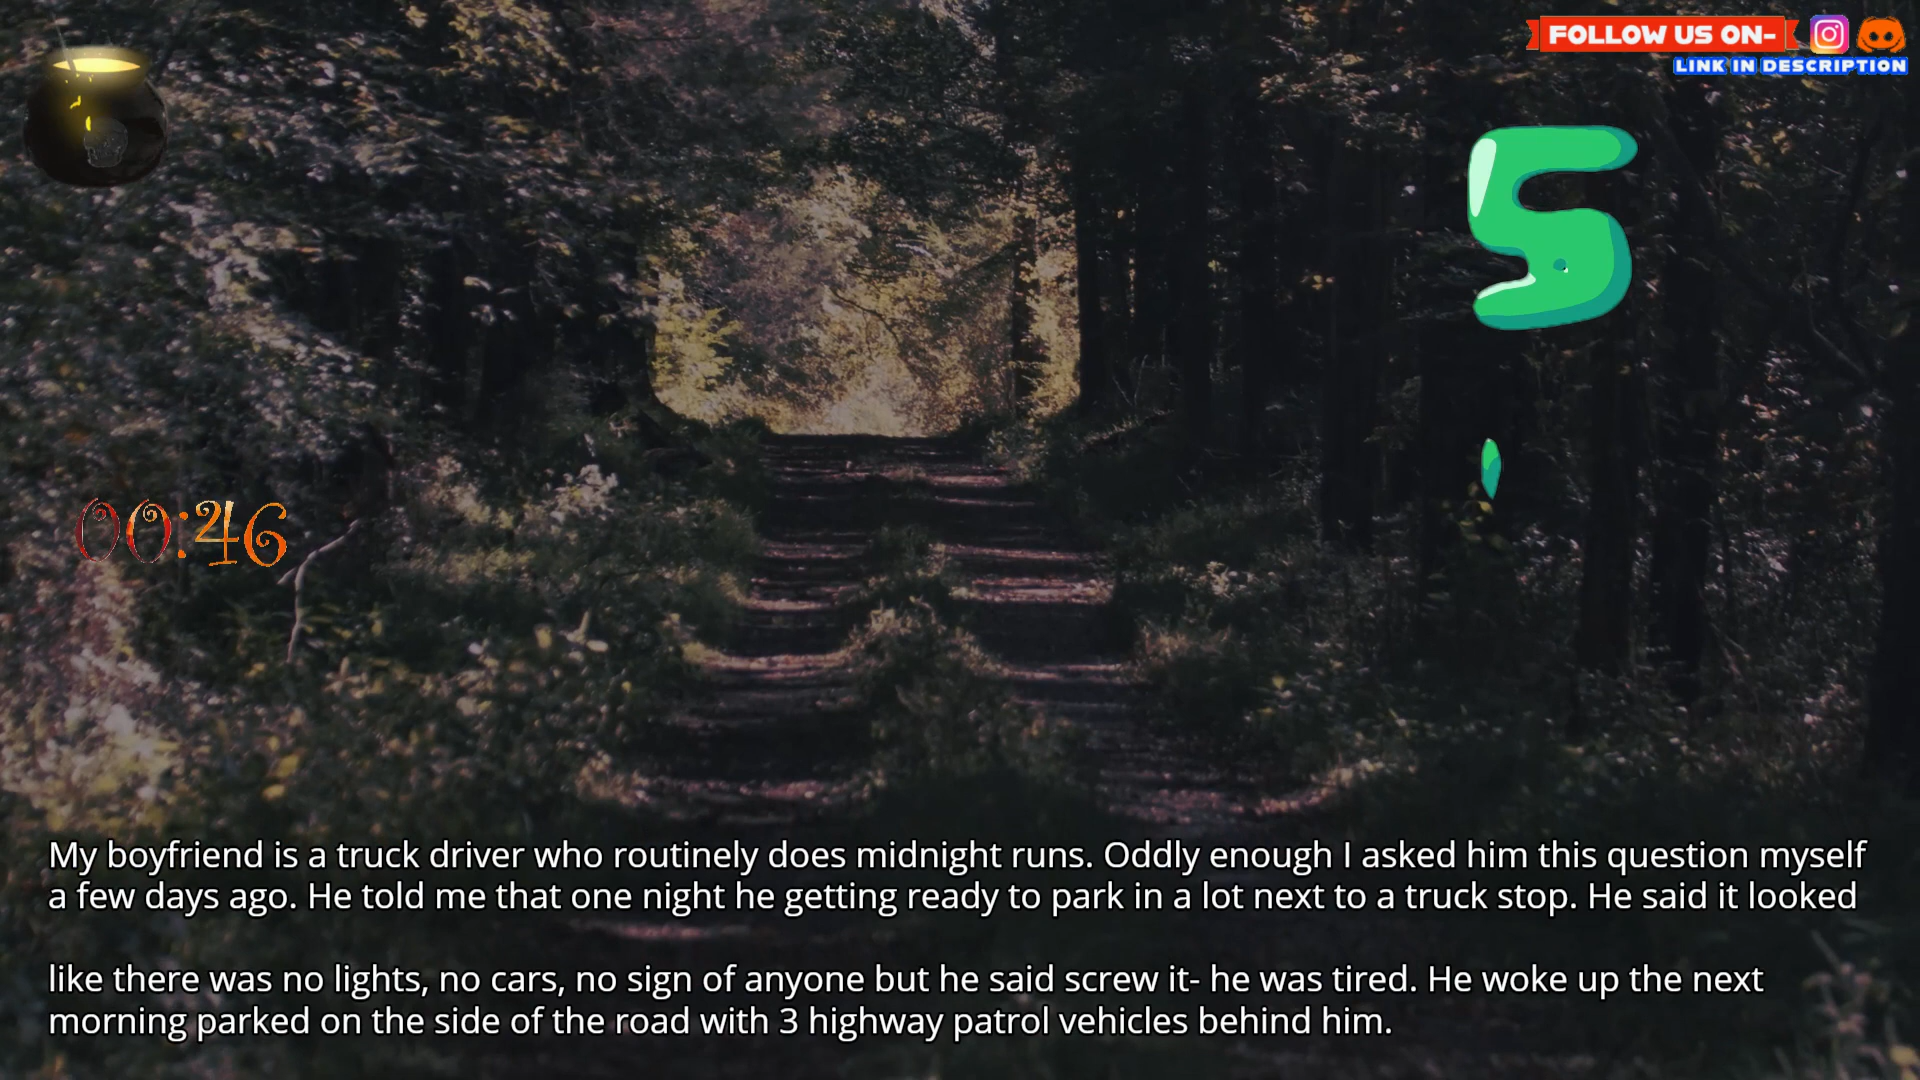 FOLLOW US ON-
LINK IN DESCRIPTION
5
00:46
My boyfriend is a truck driver who routinely does midnight runs. Oddly enough I asked him this question myself
a few days ago. He told me that one night he getting ready to park in a lot next to a truck stop. He said it looked
like there was no lights, no cars, no sign of anyone but he said screw it- he was tired. He woke up the next
morning parked on the side of the road with 3 highway patrol vehicles behind him.